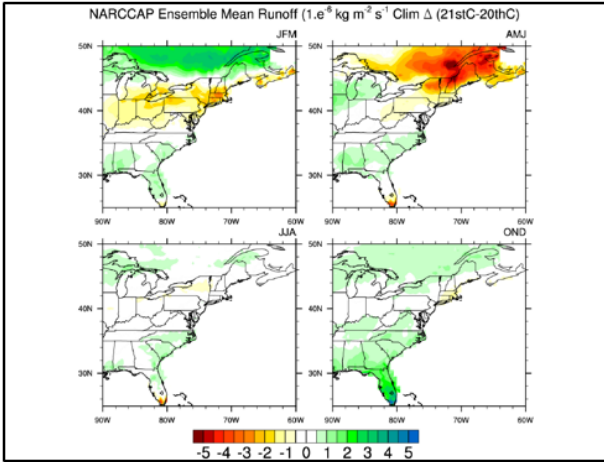 NARCCAP Ensemble Mean Runoff (1.e⁻⁶ kg m⁻² s⁻¹ Clim Δ (21stC-20thC)
JFM AMJ
50N 50N
40N 40N
30N 30N
90W 80W 70W 60W 90W 80W 70W 60W
JJA OND
50N 50N
40N 40N
30N 30N
90W 80W 70W 60W 90W 80W 70W 60W
-5 -4 -3 -2 -1 0 1 2 3 4 5